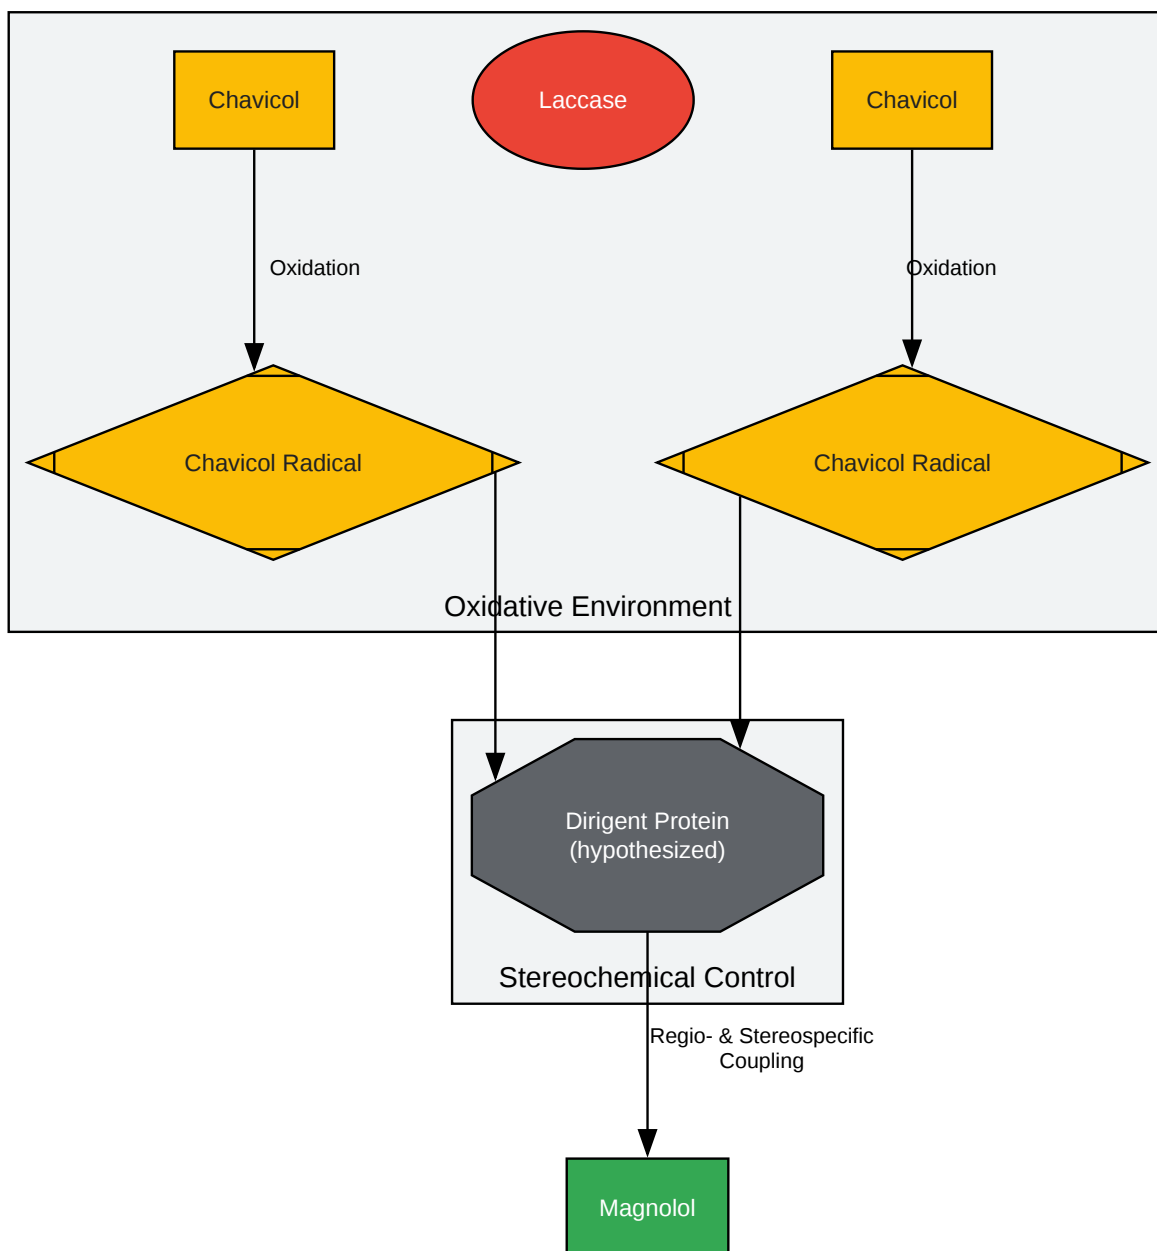 Chavicol
Laccase
Chavicol
Oxidation
Oxidation
Chavicol Radical
Chavicol Radical
Oxidative Environment
Dirigent Protein
(hypothesized)
Stereochemical Control
Regio- & Stereospecific
Coupling
Magnolol